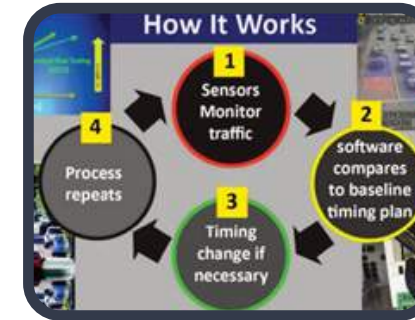 How It Works
1
Sensors
Monitor
traffic
2
software
compares
to baseline
timing plan
3
Timing
change if
necessary
4
Process
repeats